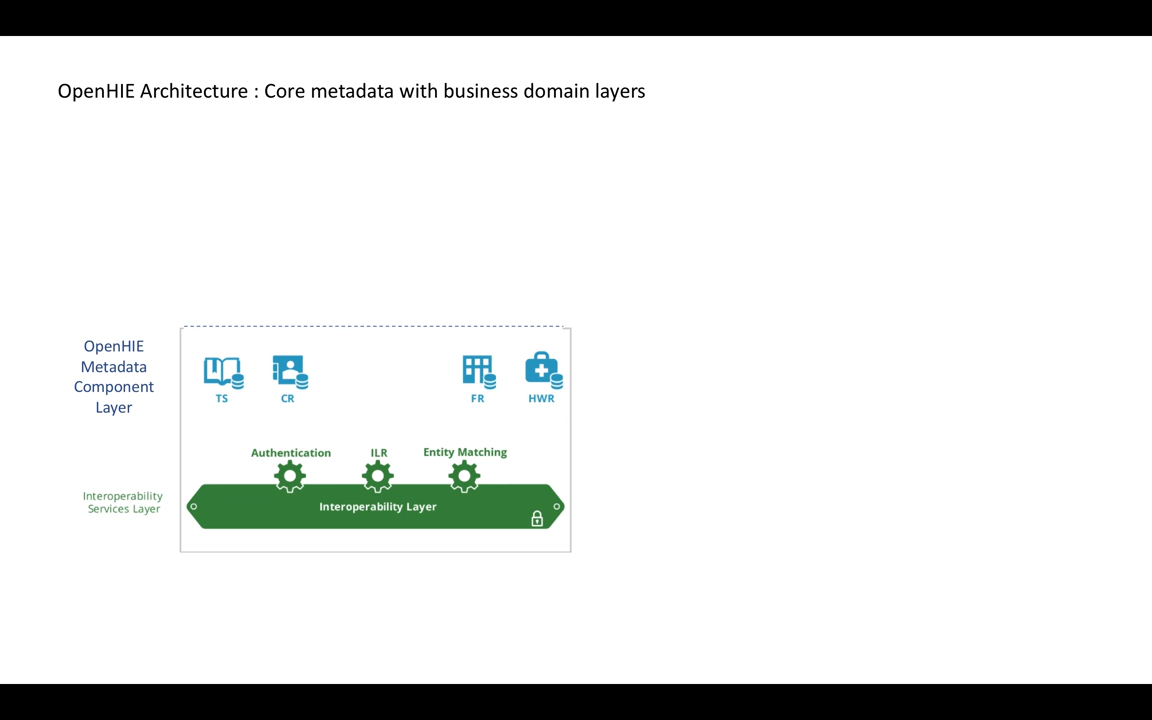 OpenHIE Architecture : Core metadata with business domain layers
OpenHIE
Metadata
Component
Layer
TS
CR
FR
HWR
Authentication
ILR
Entity Matching
Interoperability
Services Layer
Interoperability Layer